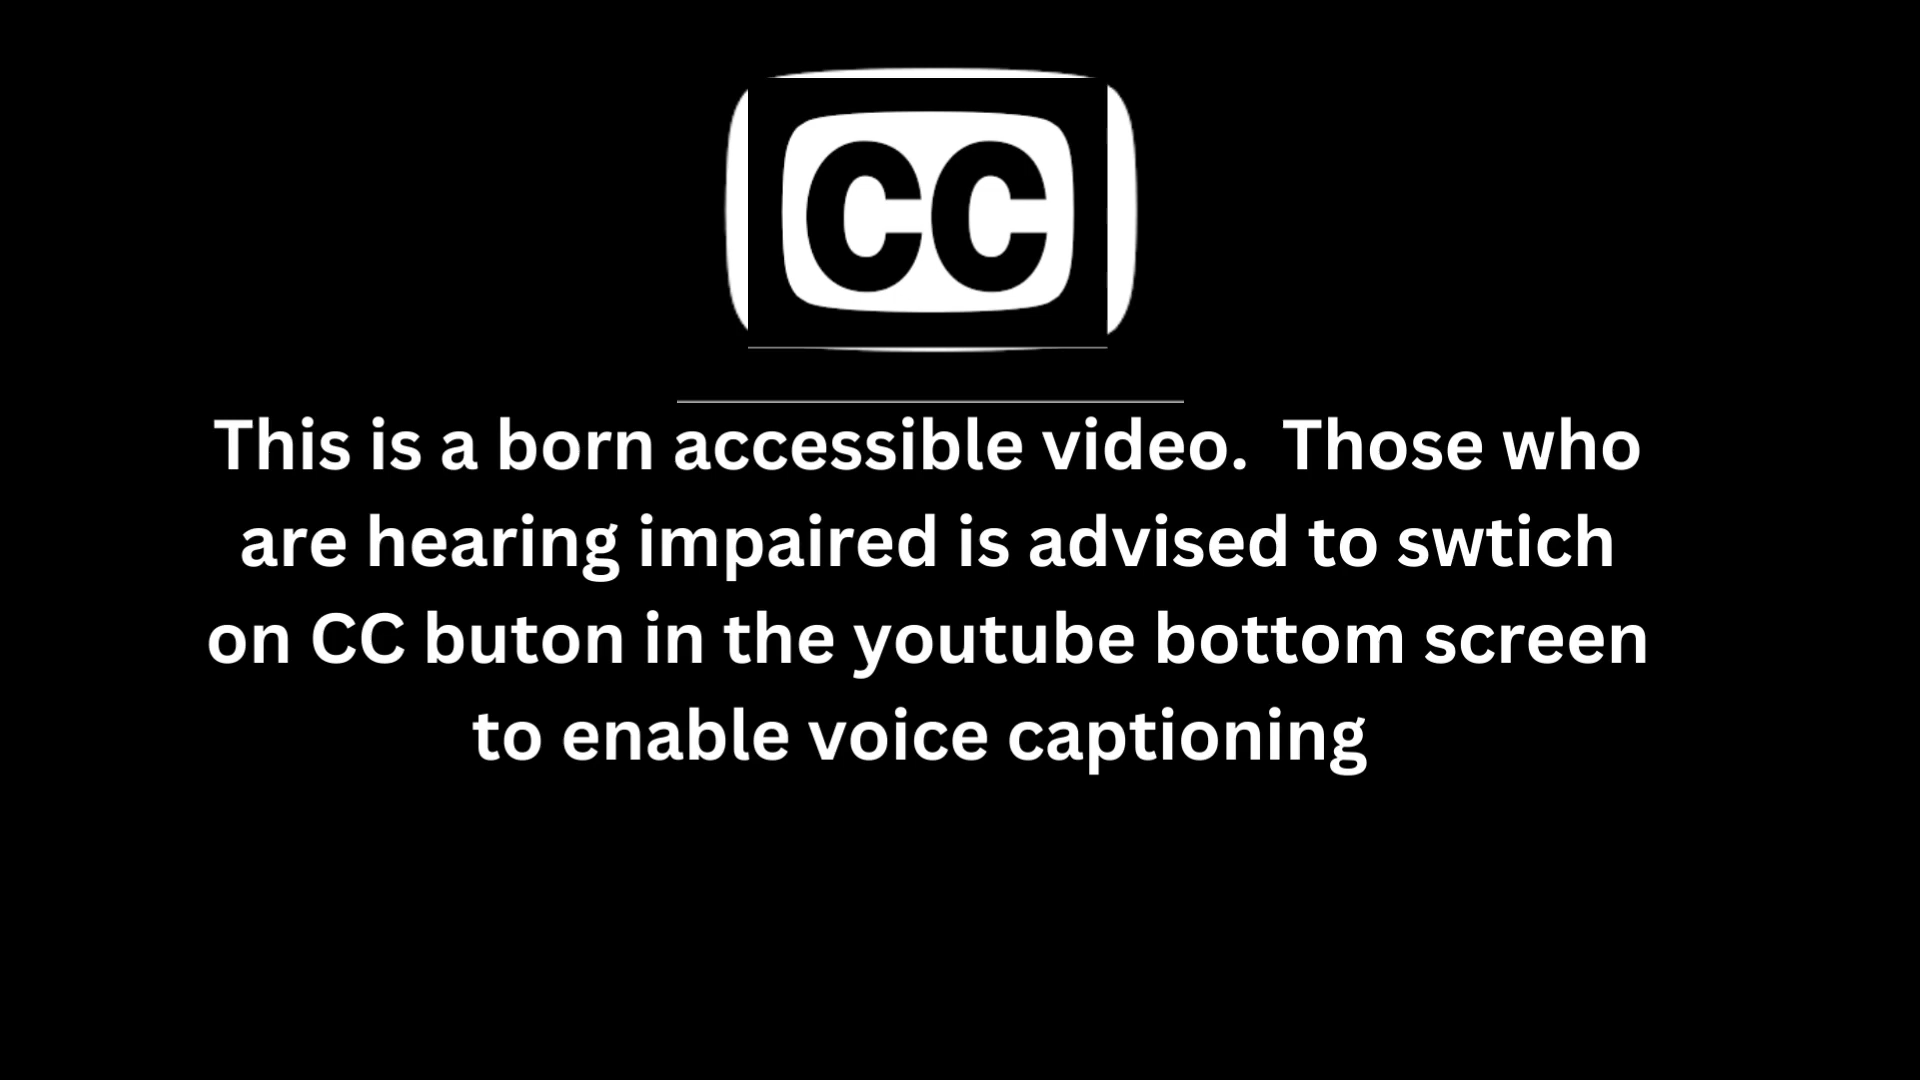 CC
This is a born accessible video.  Those who
are hearing impaired is advised to swtich
on CC buton in the youtube bottom screen
to enable voice captioning